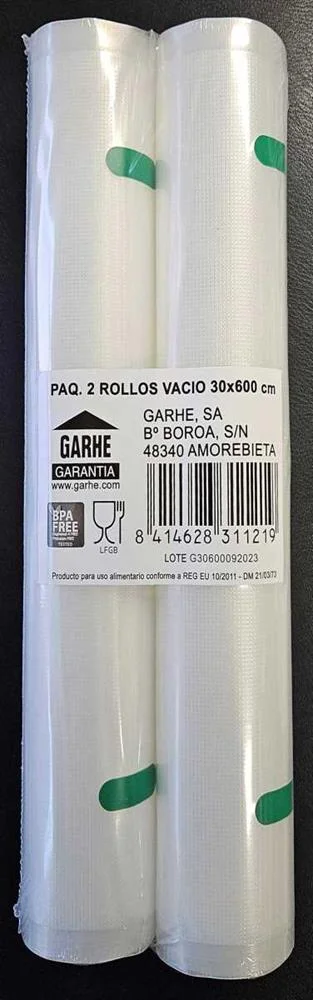 PAQ. 2 ROLLOS VACIO 30x600 cm
GARHE
GARANTIA
www.garhe.com
GARHE, SA
Bº BOROA, S/N
48340 AMOREBIETA
BPA
FREE
TESTED
LFGB
8 414628 311219
LOTE G30600092023
Producto para uso alimentario conforme a REG EU 10/2011 - DM 21/03/73